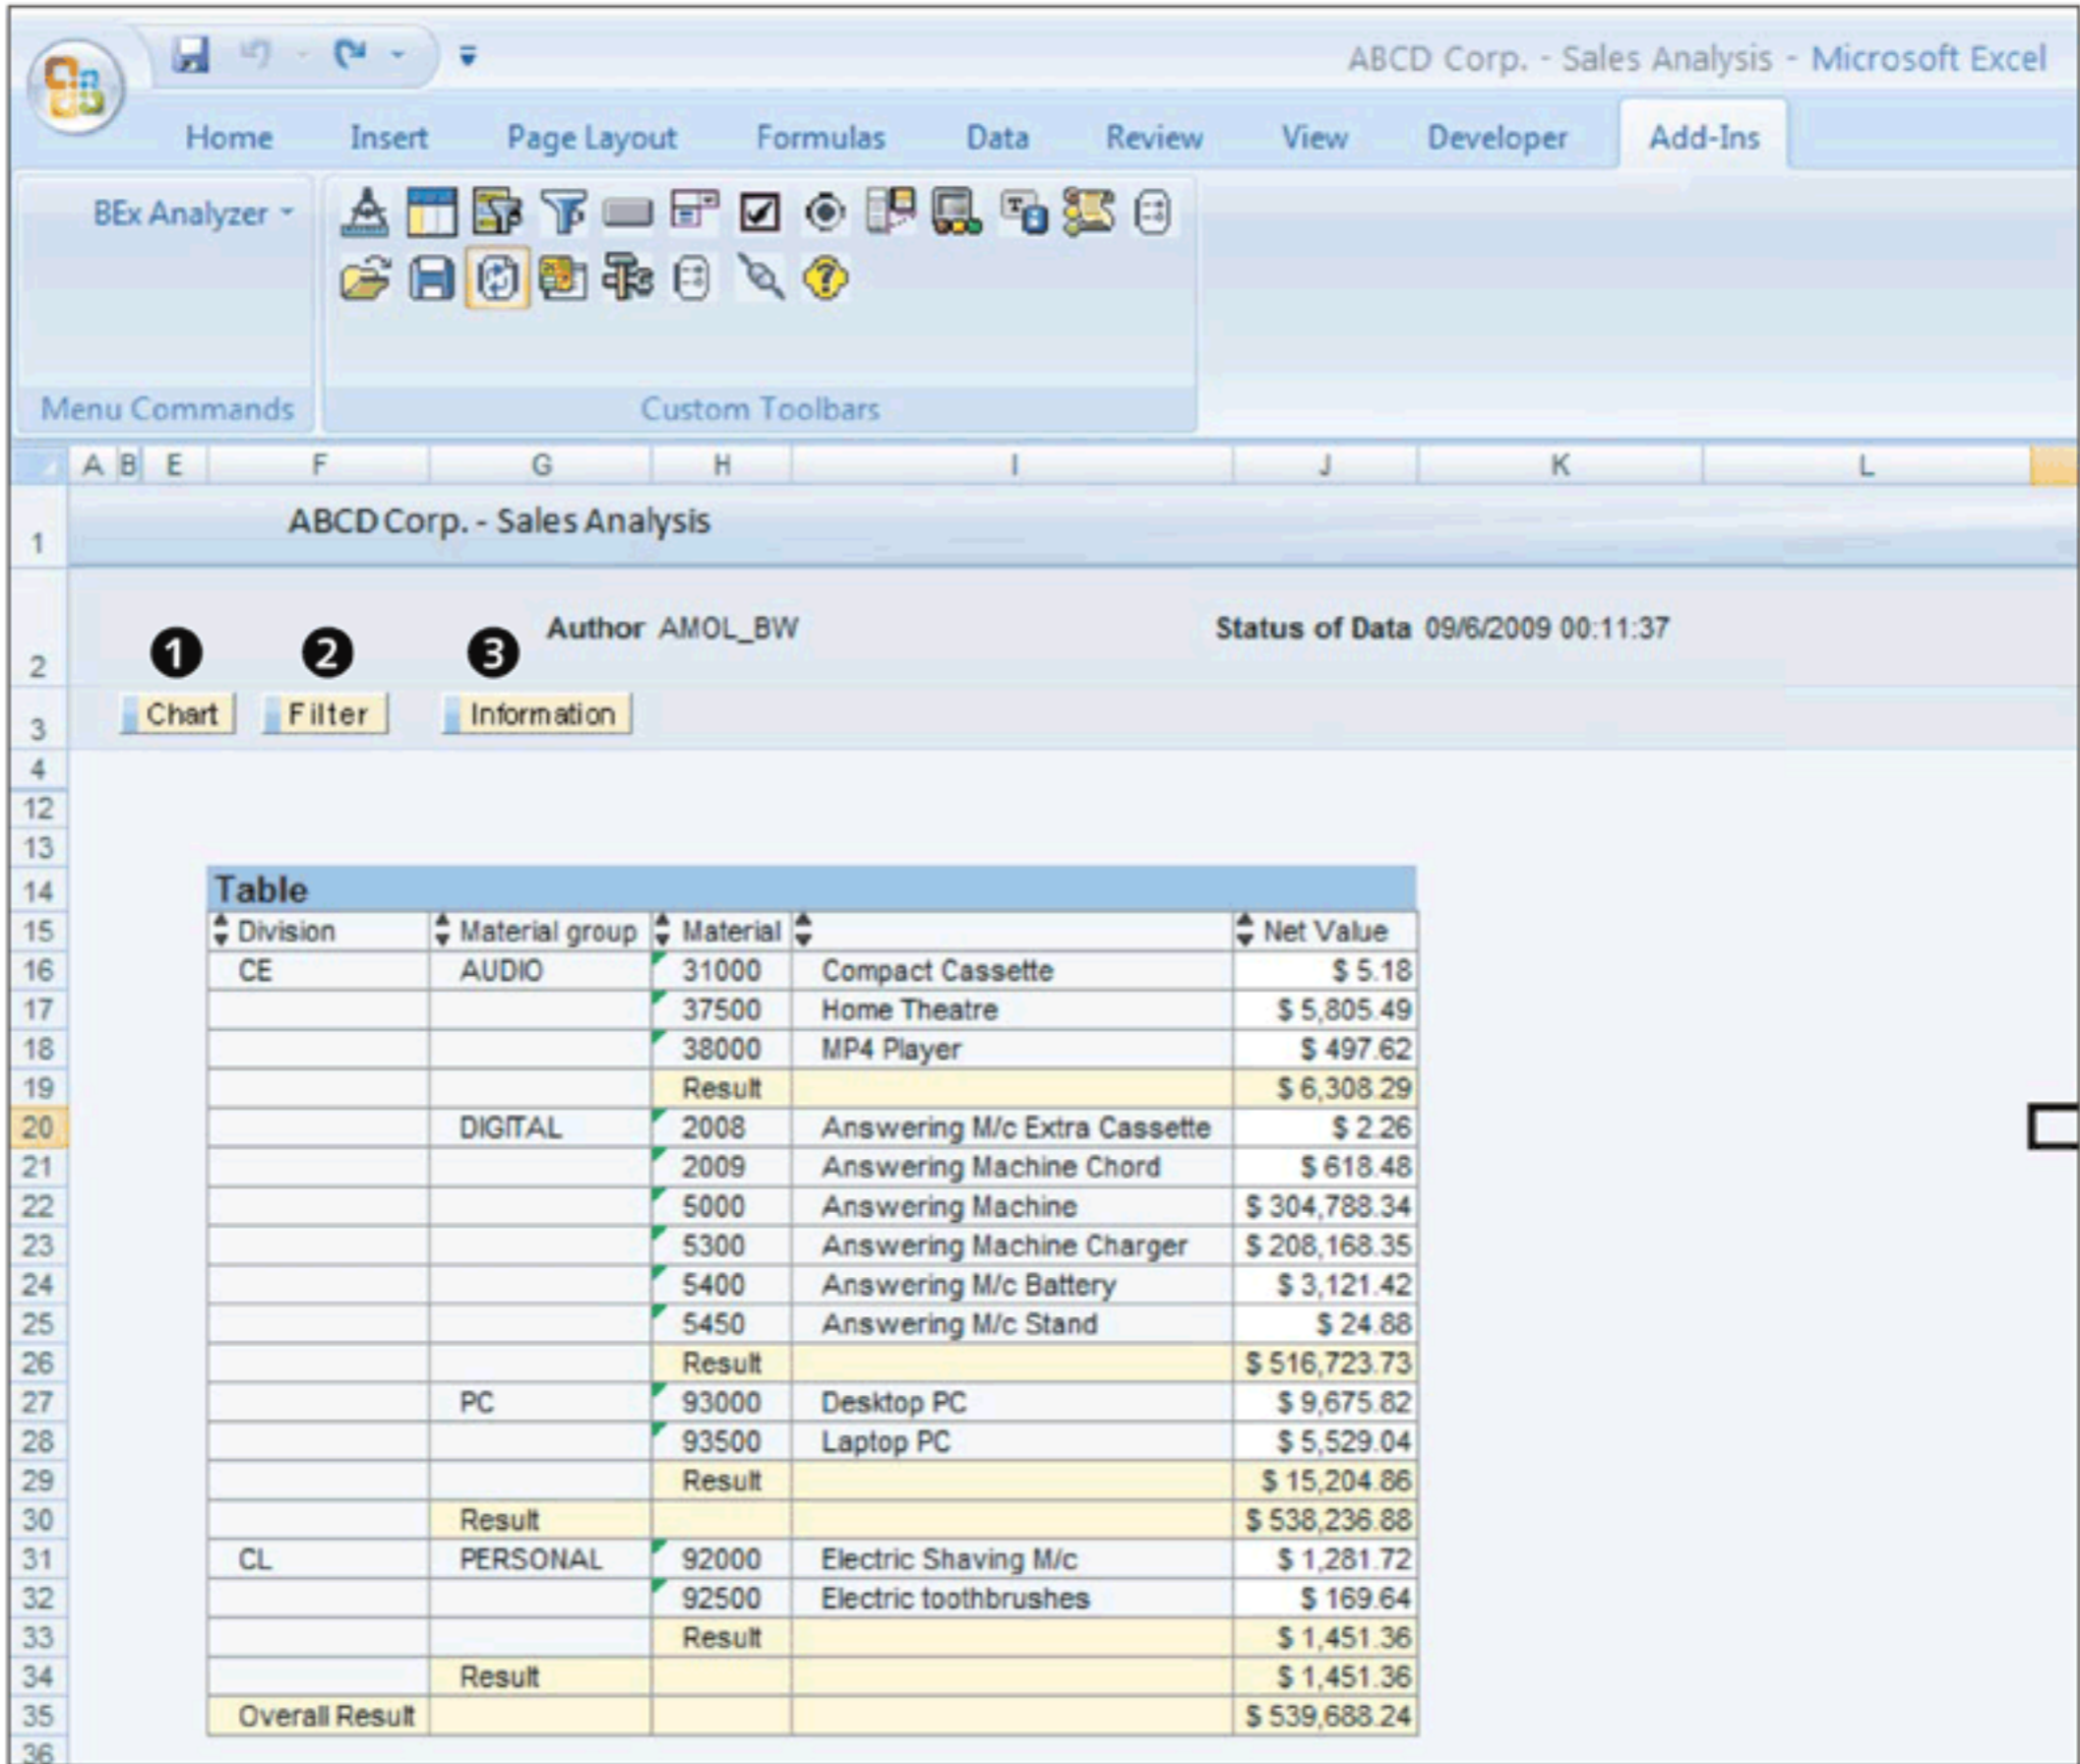 ABCD Corp. - Sales Analysis - Microsoft Excel
Home Insert Page Layout Formulas Data Review View Developer Add-Ins
BEx Analyzer
Menu Commands Custom Toolbars
A B E F G H I J K L
1 ABCD Corp. - Sales Analysis
2 Author AMOL_BW Status of Data 09/6/2009 00:11:37
1 2 3
3 Chart Filter Information
4
12
13
14 Table
15 Division Material group Material Net Value
16 CE AUDIO 31000 Compact Cassette $ 5.18
17 37500 Home Theatre $ 5,805.49
18 38000 MP4 Player $ 497.62
19 Result $ 6,308.29
20 DIGITAL 2008 Answering M/c Extra Cassette $ 2.26
21 2009 Answering Machine Chord $ 618.48
22 5000 Answering Machine $ 304,788.34
23 5300 Answering Machine Charger $ 208,168.35
24 5400 Answering M/c Battery $ 3,121.42
25 5450 Answering M/c Stand $ 24.88
26 Result $ 516,723.73
27 PC 93000 Desktop PC $ 9,675.82
28 93500 Laptop PC $ 5,529.04
29 Result $ 15,204.86
30 Result $ 538,236.88
31 CL PERSONAL 92000 Electric Shaving M/c $ 1,281.72
32 92500 Electric toothbrushes $ 169.64
33 Result $ 1,451.36
34 Result $ 1,451.36
35 Overall Result $ 539,688.24
36